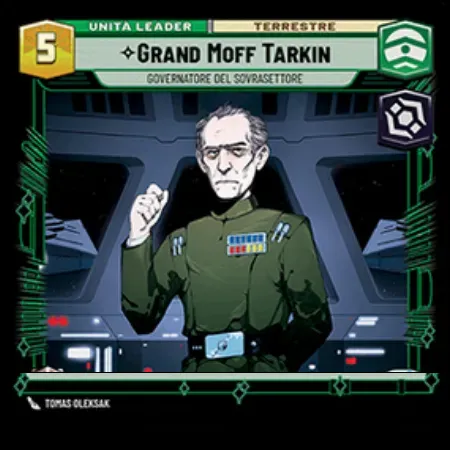 UNITÀ LEADER
TERRESTRE
5
GRAND MOFF TARKIN
GOVERNATORE DEL SOVRASETTORE
TOMAS OLEKSAK